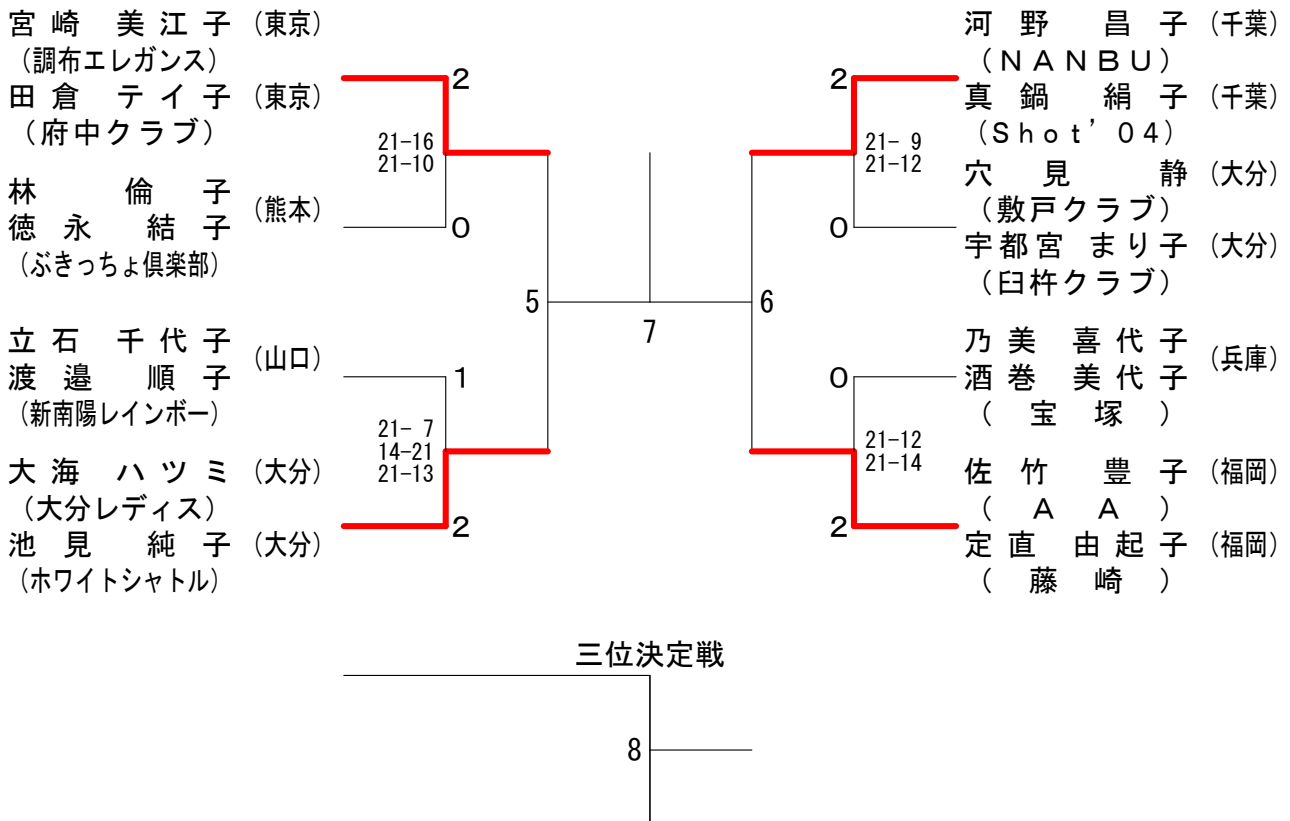 宮崎 美江子 (東京)
(調布エレガンス)
田倉 テイ子 (東京)
(府中クラブ)
2
21-16
21-10
林 倫子
徳永 結子
(熊本)
(ぶきっちょ倶楽部)
0
5
立石 千代子
渡邉 順子
(山口)
(新南陽レインボー)
1
21- 7
14-21
21-13
大海 ハツミ (大分)
(大分レディス)
池見 純子 (大分)
(ホワイトシャトル)
2
7
河野 昌子 (千葉)
(NANBU)
真鍋 絹子 (千葉)
(Shot’04)
2
21- 9
21-12
穴見 静 (大分)
(敷戸クラブ)
宇都宮 まり子 (大分)
(臼杵クラブ)
0
6
乃美 喜代子
酒巻 美代子
(兵庫)
(宝塚)
0
21-12
21-14
佐竹 豊子 (福岡)
(AA)
定直 由起子 (福岡)
(藤崎)
2
三位決定戦
8